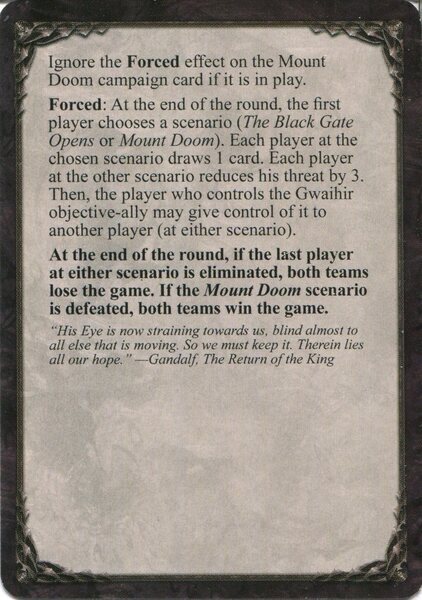 Ignore the Forced effect on the Mount
Doom campaign card if it is in play.
Forced: At the end of the round, the first
player chooses a scenario (The Black Gate
Opens or Mount Doom). Each player at the
chosen scenario draws 1 card. Each player
at the other scenario reduces his threat by 3.
Then, the player who controls the Gwaihir
objective-ally may give control of it to
another player (at either scenario).
At the end of the round, if the last player
at either scenario is eliminated, both teams
lose the game. If the Mount Doom scenario
is defeated, both teams win the game.
“His Eye is now straining towards us, blind almost to
all else that is moving. So we must keep it. Therein lies
all our hope.” —Gandalf, The Return of the King